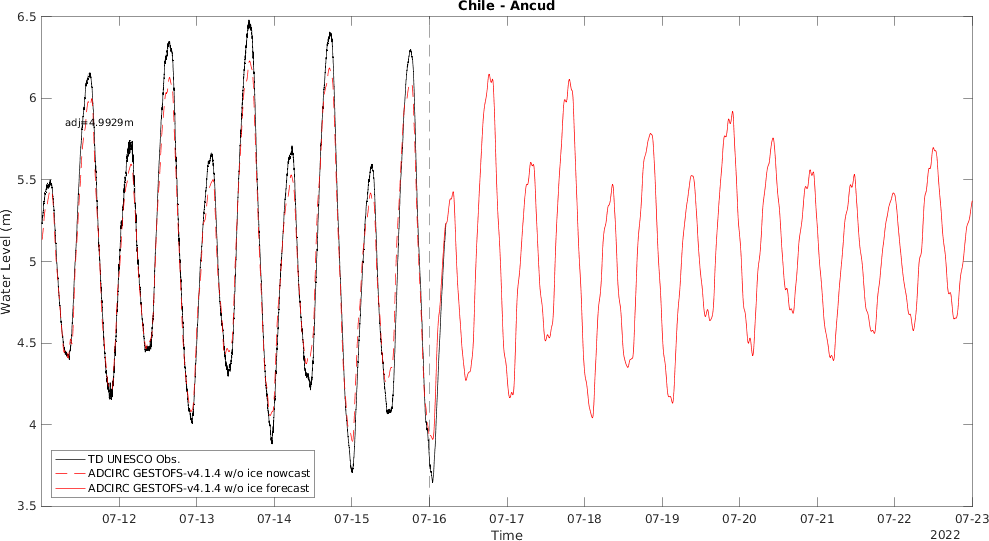 Chile - Ancud
6.5
6
5.5
5
4.5
4
3.5
Water Level (m)
adj=4.9929m
TD UNESCO Obs.
ADCIRC GESTOFS-v4.1.4 w/o ice nowcast
ADCIRC GESTOFS-v4.1.4 w/o ice forecast
07-12 07-13 07-14 07-15 07-16 07-17 07-18 07-19 07-20 07-21 07-22 07-23
Time
2022